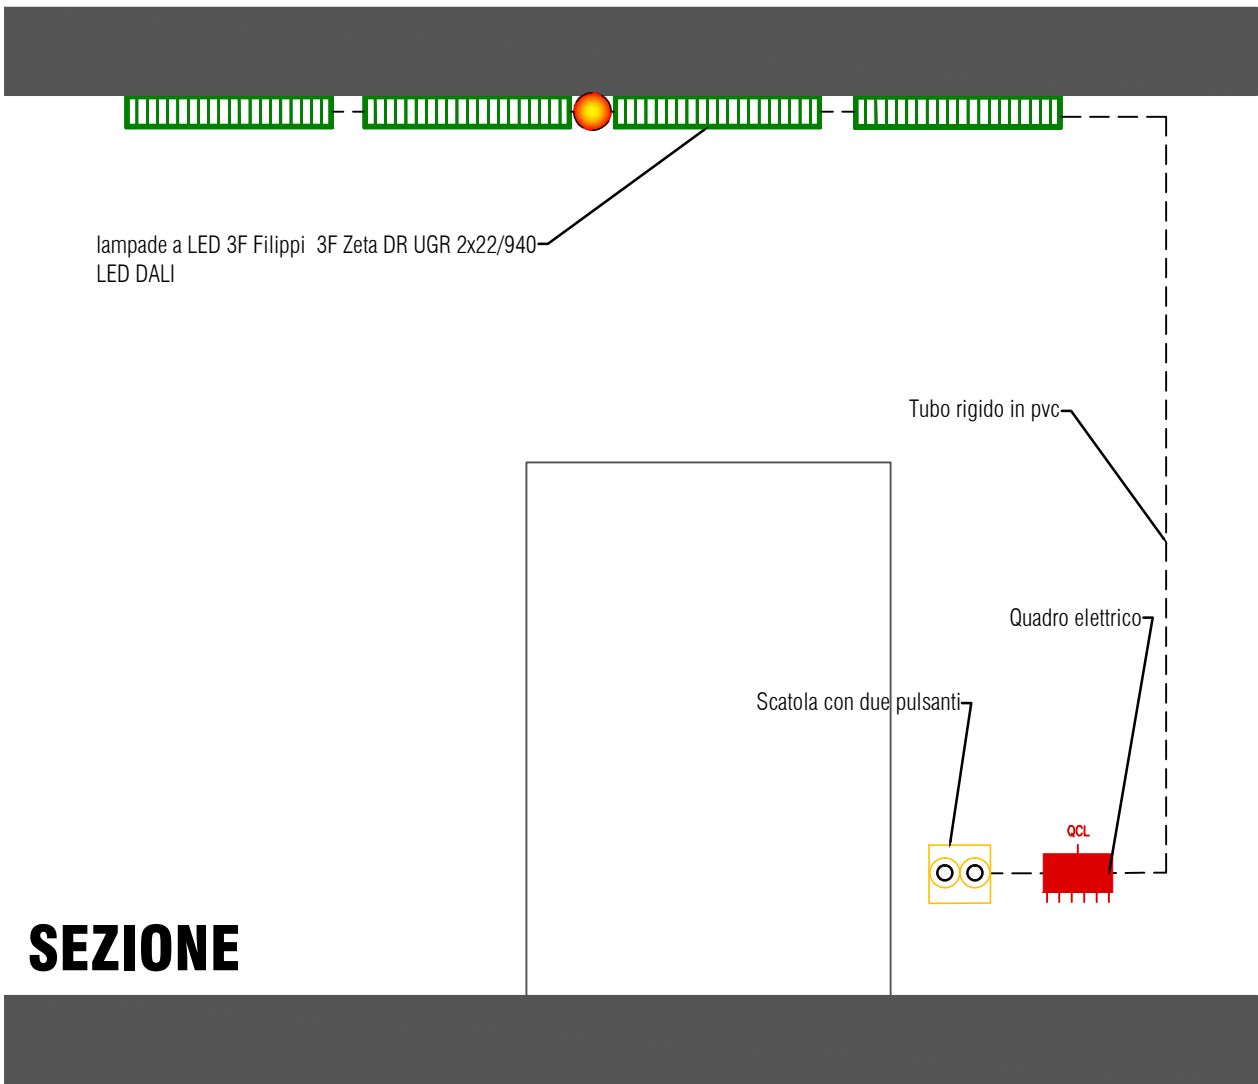 lampade a LED 3F Filippi  3F Zeta DR UGR 2x22/940
LED DALI
Tubo rigido in pvc
Quadro elettrico
Scatola con due pulsanti
QCL
SEZIONE